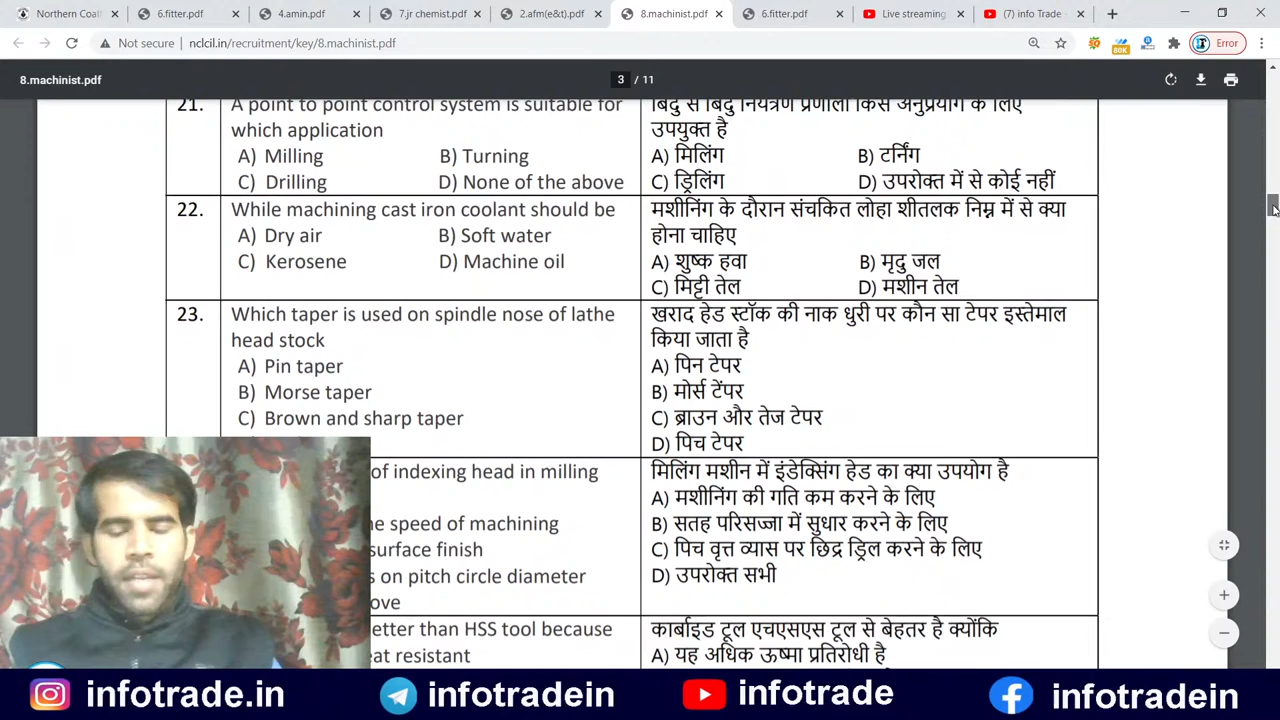 Northern Coalf
6.fitter.pdf
4.amin.pdf
7.jr chemist.pdf
2.afm(e&t).pdf
8.machinist.pdf
6.fitter.pdf
Live streaming
(7) info Trade -
Not secure
nclcil.in/recruitment/key/8.machinist.pdf
80K
Error
8.machinist.pdf
3 / 11
21.
A point to point control system is suitable for
which application
A) Milling B) Turning
C) Drilling D) None of the above
बिंदु से बिंदु नियंत्रण प्रणाली किस अनुप्रयोग के लिए
उपयुक्त है
A) मिलिंग B) टर्निंग
C) ड्रिलिंग D) उपरोक्त में से कोई नहीं
22.
While machining cast iron coolant should be
A) Dry air B) Soft water
C) Kerosene D) Machine oil
मशीनिंग के दौरान संचकित लोहा शीतलक निम्न में से क्या
होना चाहिए
A) शुष्क हवा B) मृदु जल
C) मिट्टी तेल D) मशीन तेल
23.
Which taper is used on spindle nose of lathe
head stock
A) Pin taper
B) Morse taper
C) Brown and sharp taper
खराद हेड स्टॉक की नाक धुरी पर कौन सा टेपर इस्तेमाल
किया जाता है
A) पिन टेपर
B) मोर्स टेंपर
C) ब्राउन और तेज टेपर
D) पिच टेपर
of indexing head in milling
speed of machining
surface finish
on pitch circle diameter
मिलिंग मशीन में इंडेक्सिंग हेड का क्या उपयोग है
A) मशीनिंग की गति कम करने के लिए
B) सतह परिसज्जा में सुधार करने के लिए
C) पिच वृत्त व्यास पर छिद्र ड्रिल करने के लिए
D) उपरोक्त सभी
than HSS tool because
resistant
कार्बाइड टूल एचएसएस टूल से बेहतर है क्योंकि
A) यह अधिक ऊष्मा प्रतिरोधी है
infotrade.in
infotradein
infotrade
infotradein